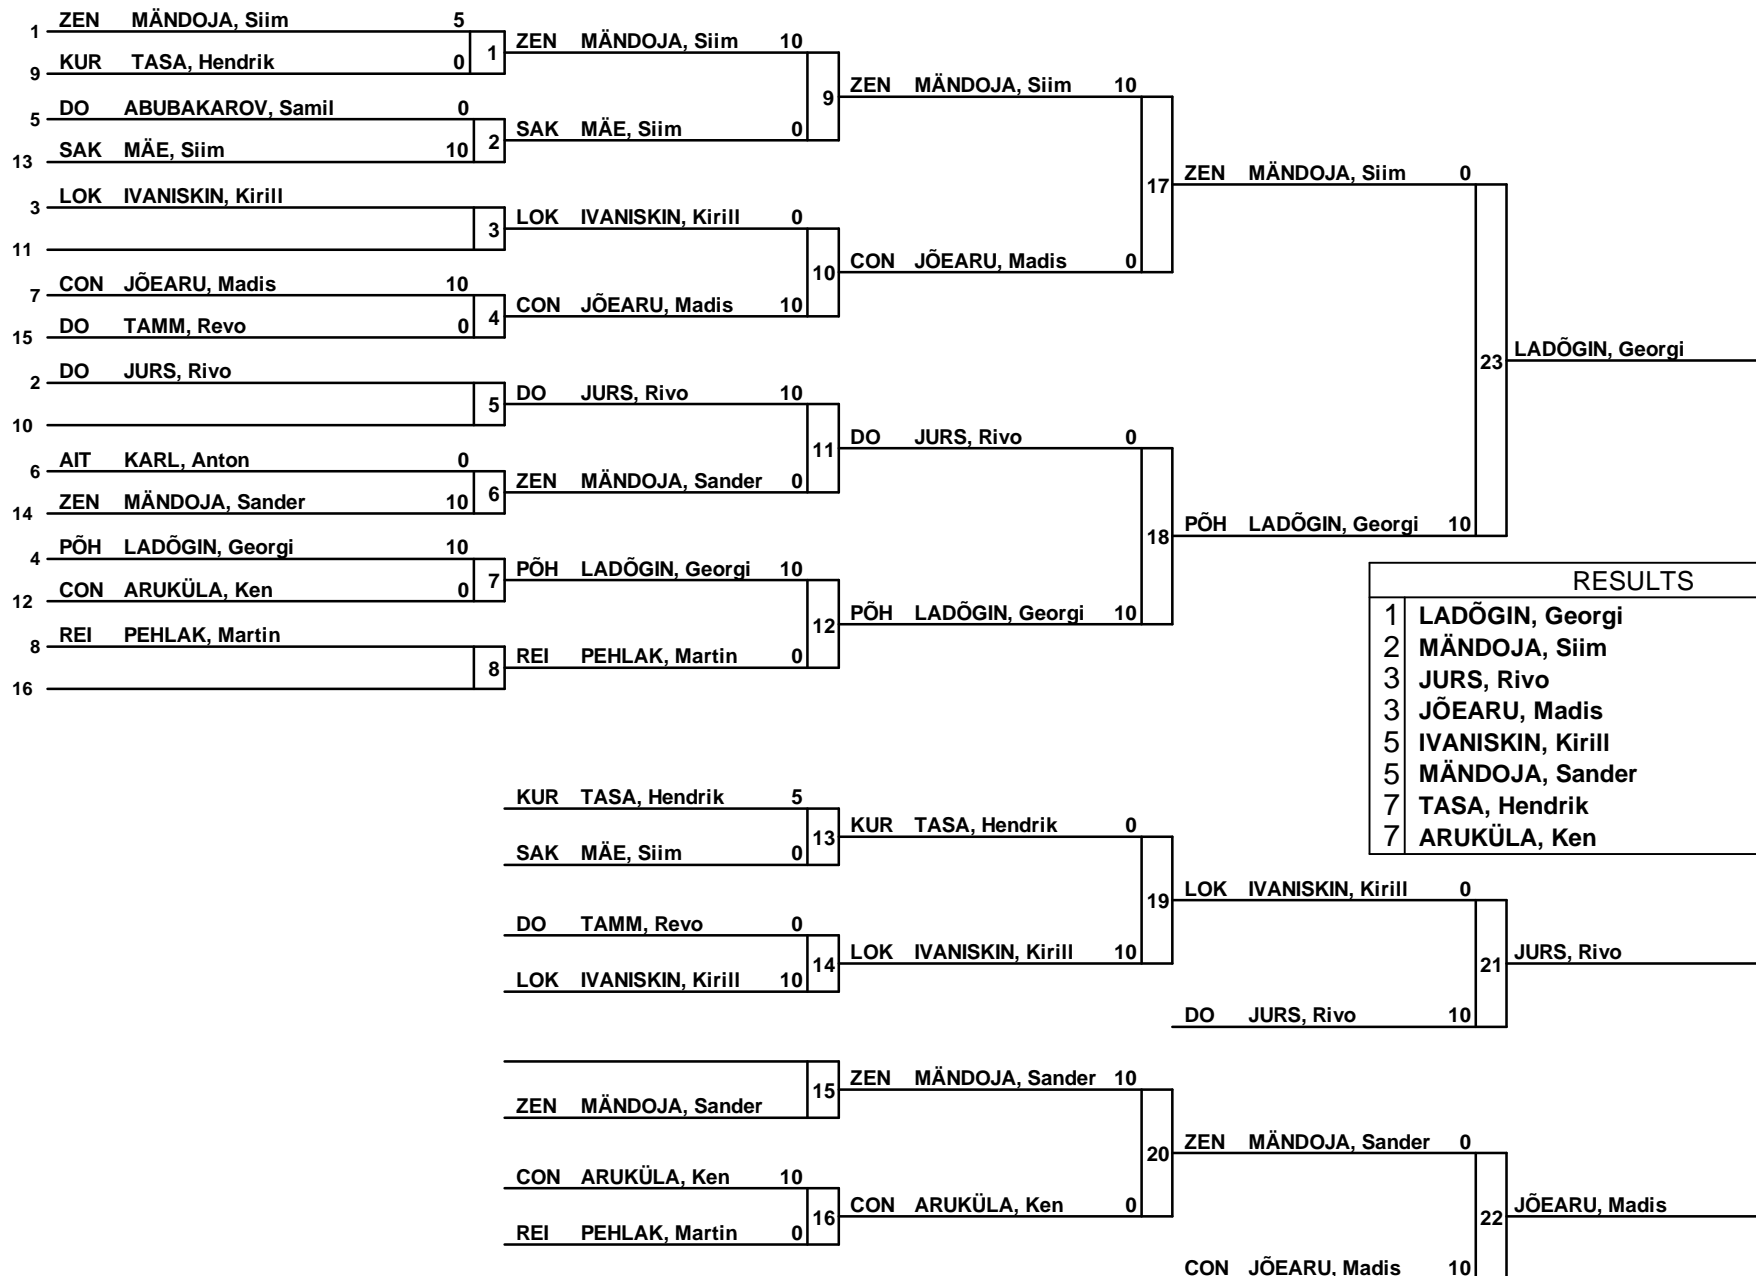 ZEN MÄNDOJA, Siim 5
1
KUR TASA, Hendrik 0
9
1
ZEN MÄNDOJA, Siim 10
DO ABUBAKAROV, Samil 0
5
SAK MÄE, Siim 10
13
2
SAK MÄE, Siim 0
9
ZEN MÄNDOJA, Siim 10
LOK IVANISKIN, Kirill
3
11
3
LOK IVANISKIN, Kirill 0
CON JÕEARU, Madis 10
7
DO TAMM, Revo 0
15
4
CON JÕEARU, Madis 10
10
CON JÕEARU, Madis 0
17
ZEN MÄNDOJA, Siim 0
DO JURS, Rivo
2
10
5
DO JURS, Rivo 10
AIT KARL, Anton 0
6
ZEN MÄNDOJA, Sander 10
14
6
ZEN MÄNDOJA, Sander 0
11
DO JURS, Rivo 0
PÕH LADÕGIN, Georgi 10
4
CON ARUKÜLA, Ken 0
12
7
PÕH LADÕGIN, Georgi 10
REI PEHLAK, Martin
8
16
8
REI PEHLAK, Martin 0
12
PÕH LADÕGIN, Georgi 10
18
PÕH LADÕGIN, Georgi 10
23
LADÕGIN, Georgi
RESULTS
1 LADÕGIN, Georgi
2 MÄNDOJA, Siim
3 JURS, Rivo
3 JÕEARU, Madis
5 IVANISKIN, Kirill
5 MÄNDOJA, Sander
7 TASA, Hendrik
7 ARUKÜLA, Ken
KUR TASA, Hendrik 5
SAK MÄE, Siim 0
13
KUR TASA, Hendrik 0
DO TAMM, Revo 0
LOK IVANISKIN, Kirill 10
14
LOK IVANISKIN, Kirill 10
19
LOK IVANISKIN, Kirill 0
DO JURS, Rivo 10
21
JURS, Rivo
ZEN MÄNDOJA, Sander
15
ZEN MÄNDOJA, Sander 10
CON ARUKÜLA, Ken 10
REI PEHLAK, Martin 0
16
CON ARUKÜLA, Ken 0
20
ZEN MÄNDOJA, Sander 0
CON JÕEARU, Madis 10
22
JÕEARU, Madis